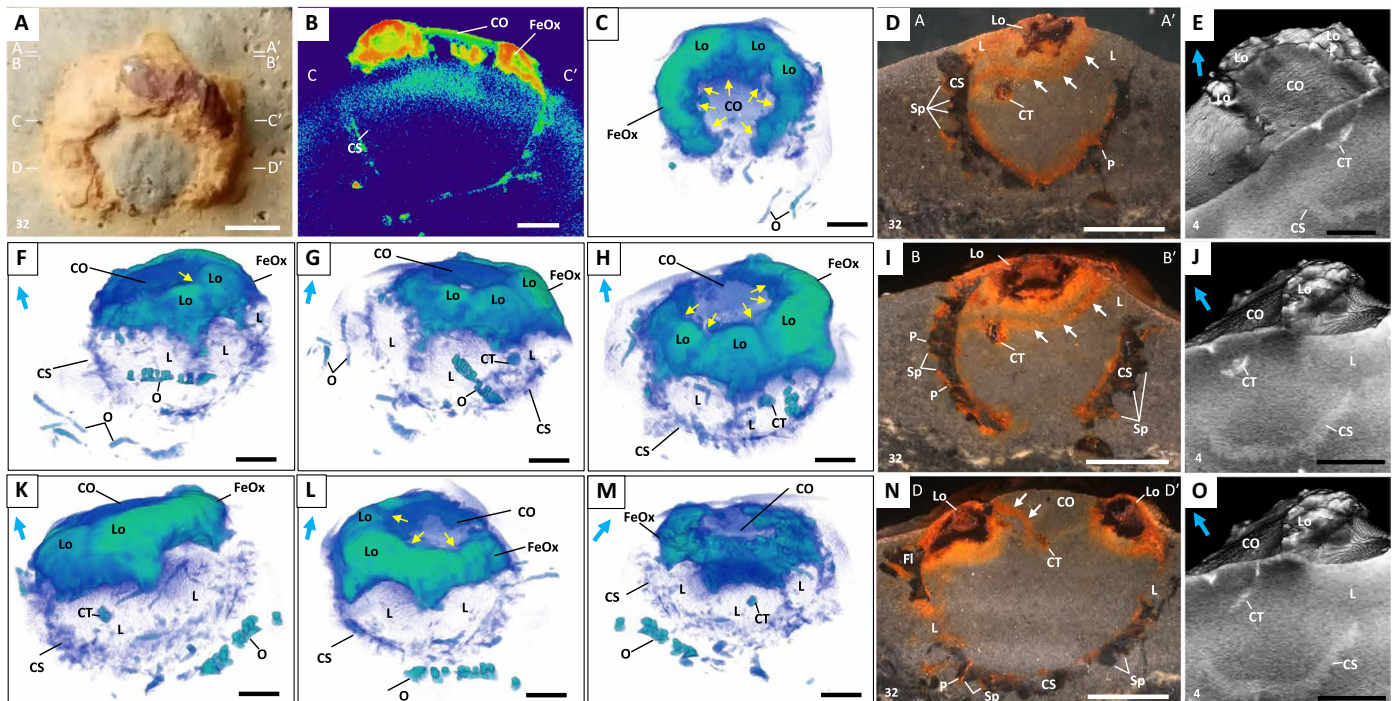 A
A A′
B B′
C C′
D D′
32
B
CO
FeOx
C C′
CS
C
Lo Lo
Lo
CO
FeOx
O
D
A Lo A′
L
CS L
Sp
CT
P
32
E
Lo
Lo
CO
Lo
CT
CS
4
F
CO
FeOx
Lo
Lo
L
L
CS
O
O
G
CO
FeOx
Lo
Lo
L L
CT
O L
O
CS
H
CO
FeOx
Lo
Lo Lo
L
CS L CT
I
B Lo B′
L
P CT
Sp CS
P
Sp
32
J
Lo
CO
L
CT
CS
4
K
CO FeOx
Lo
Lo
L
CT
L
CS O
L
Lo CO
Lo
FeOx
L
L
CS
O
M
CO
FeOx
CS
L L
CT
O
N
D Lo CO Lo D′
CT
Fl
L
L
P Sp CS Sp
32
O
Lo
CO
L
CT
CS
4